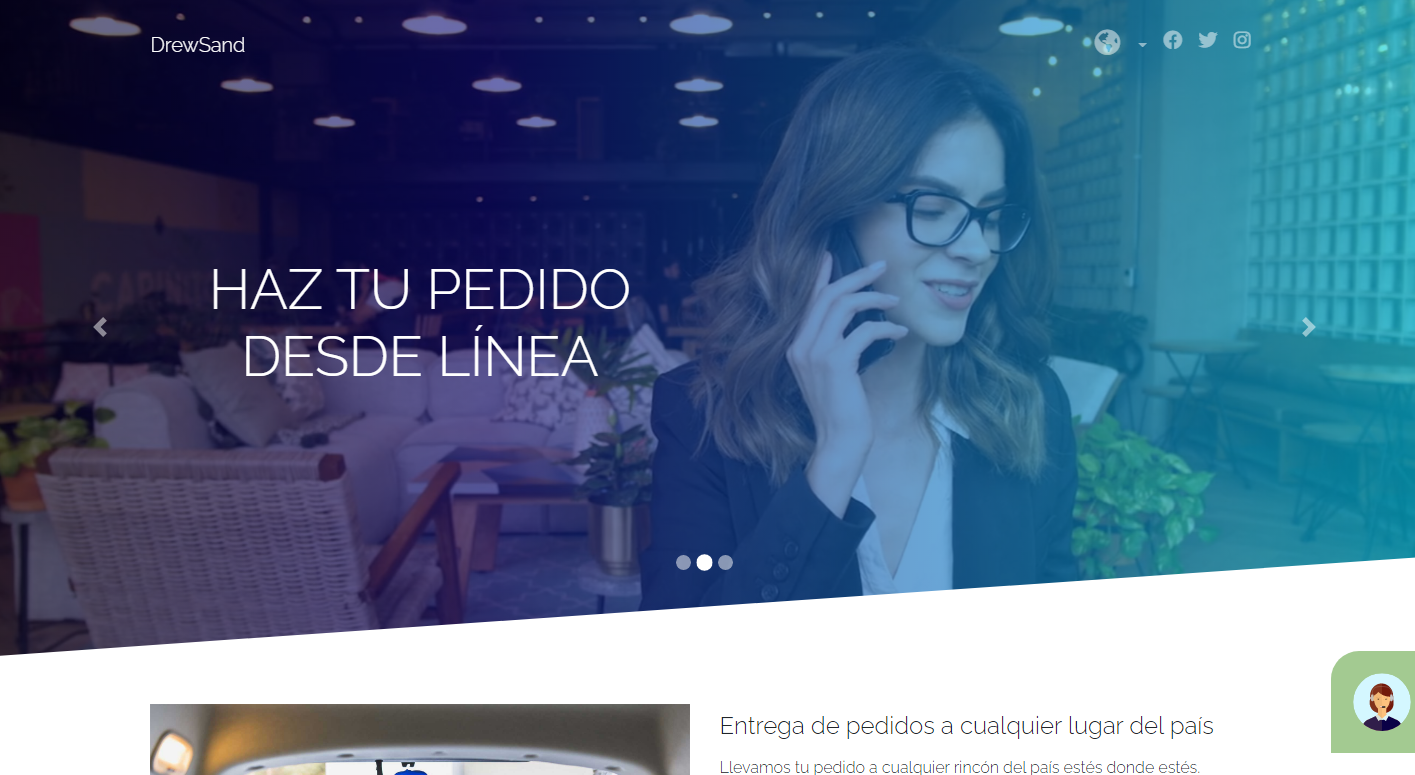 DrewSand
HAZ TU PEDIDO
DESDE LÍNEA
Entrega de pedidos a cualquier lugar del país
Llevamos tu pedido a cualquier rincón del país estés donde estés.